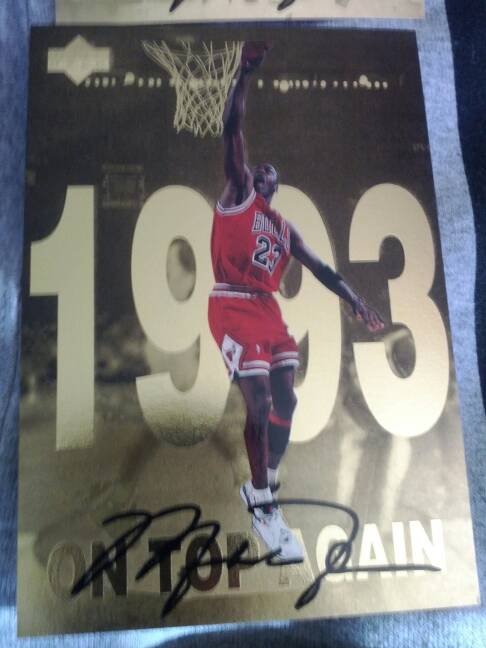 1993
BULLS
23
ON TOP AGAIN